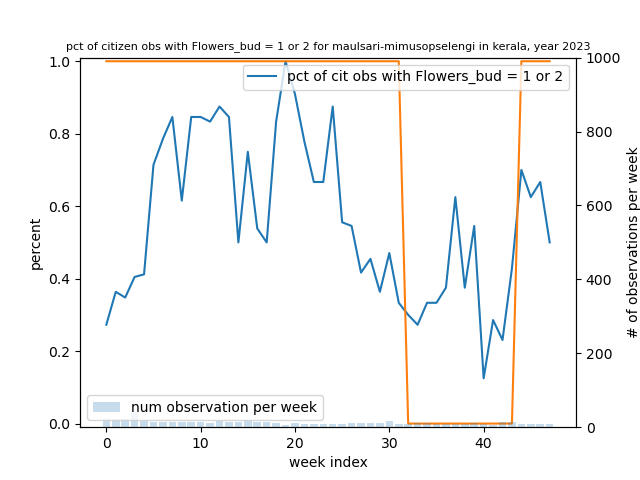 pct of citizen obs with Flowers_bud = 1 or 2 for maulsari-mimusopselengi in kerala, year 2023
pct of cit obs with Flowers_bud = 1 or 2
num observation per week
percent
1.0
0.8
0.6
0.4
0.2
0.0
0
10
20
30
40
week index
1000
800
600
400
200
0
# of observations per week